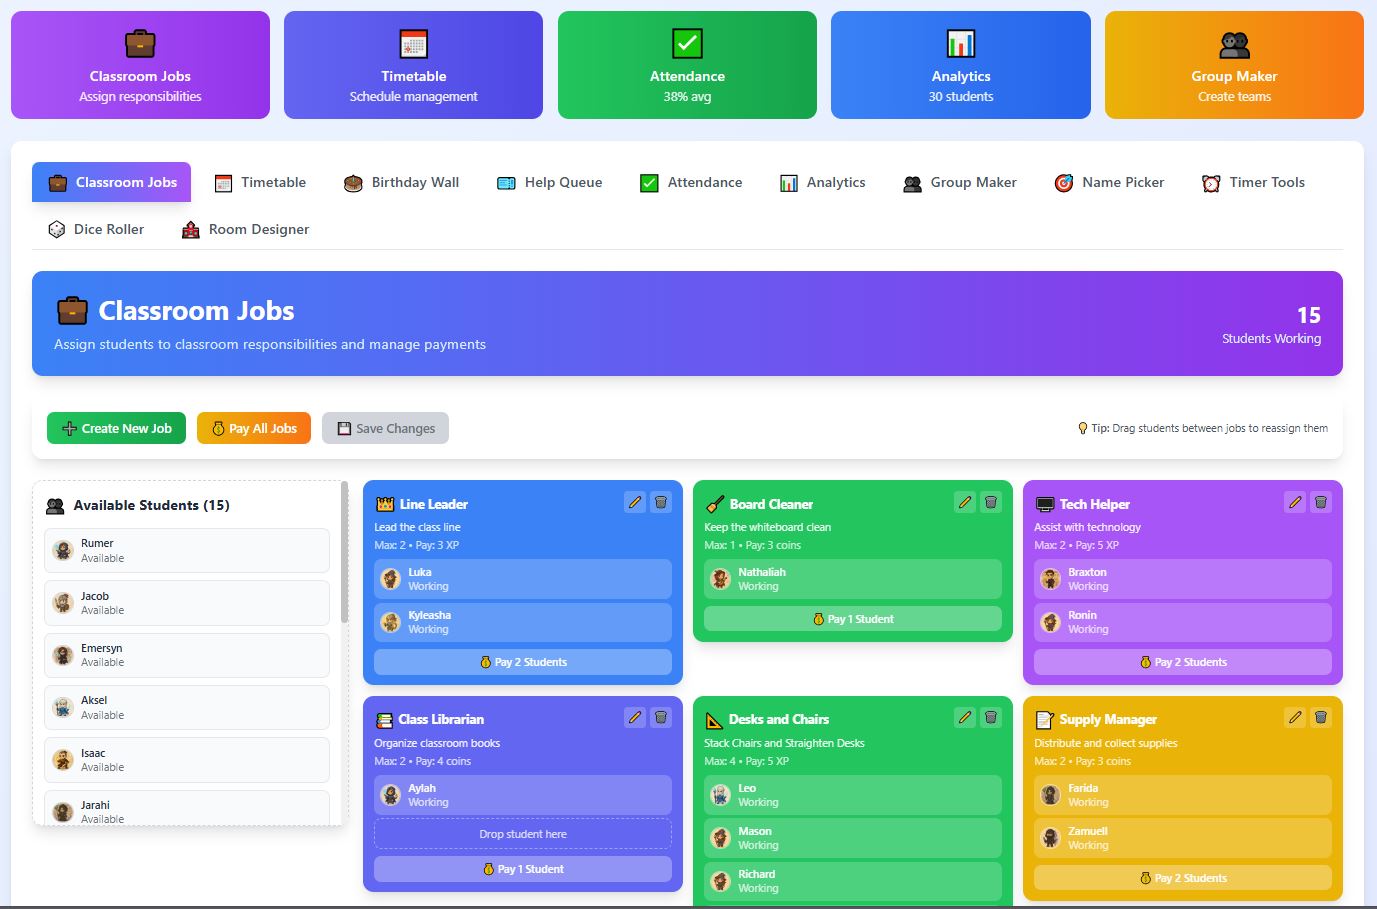 Classroom Jobs
Assign responsibilities
Timetable
Schedule management
Attendance
38% avg
Analytics
30 students
Group Maker
Create teams
Classroom Jobs
Timetable
Birthday Wall
Help Queue
Attendance
Analytics
Group Maker
Name Picker
Timer Tools
Dice Roller
Room Designer
Classroom Jobs
Assign students to classroom responsibilities and manage payments
15
Students Working
Create New Job
Pay All Jobs
Save Changes
Tip: Drag students between jobs to reassign them
Available Students (15)
Rumer
Available
Jacob
Available
Emersyn
Available
Aksel
Available
Isaac
Available
Jarahi
Available
Line Leader
Lead the class line
Max: 2 • Pay: 3 XP
Luka
Working
Kyleasha
Working
Pay 2 Students
Board Cleaner
Keep the whiteboard clean
Max: 1 • Pay: 3 coins
Nathaliah
Working
Pay 1 Student
Tech Helper
Assist with technology
Max: 2 • Pay: 5 XP
Braxton
Working
Ronin
Working
Pay 2 Students
Class Librarian
Organize classroom books
Max: 2 • Pay: 4 coins
Aylah
Working
Drop student here
Pay 1 Student
Desks and Chairs
Stack Chairs and Straighten Desks
Max: 4 • Pay: 5 XP
Leo
Working
Mason
Working
Richard
Working
Supply Manager
Distribute and collect supplies
Max: 2 • Pay: 3 coins
Farida
Working
Zamuell
Working
Pay 2 Students